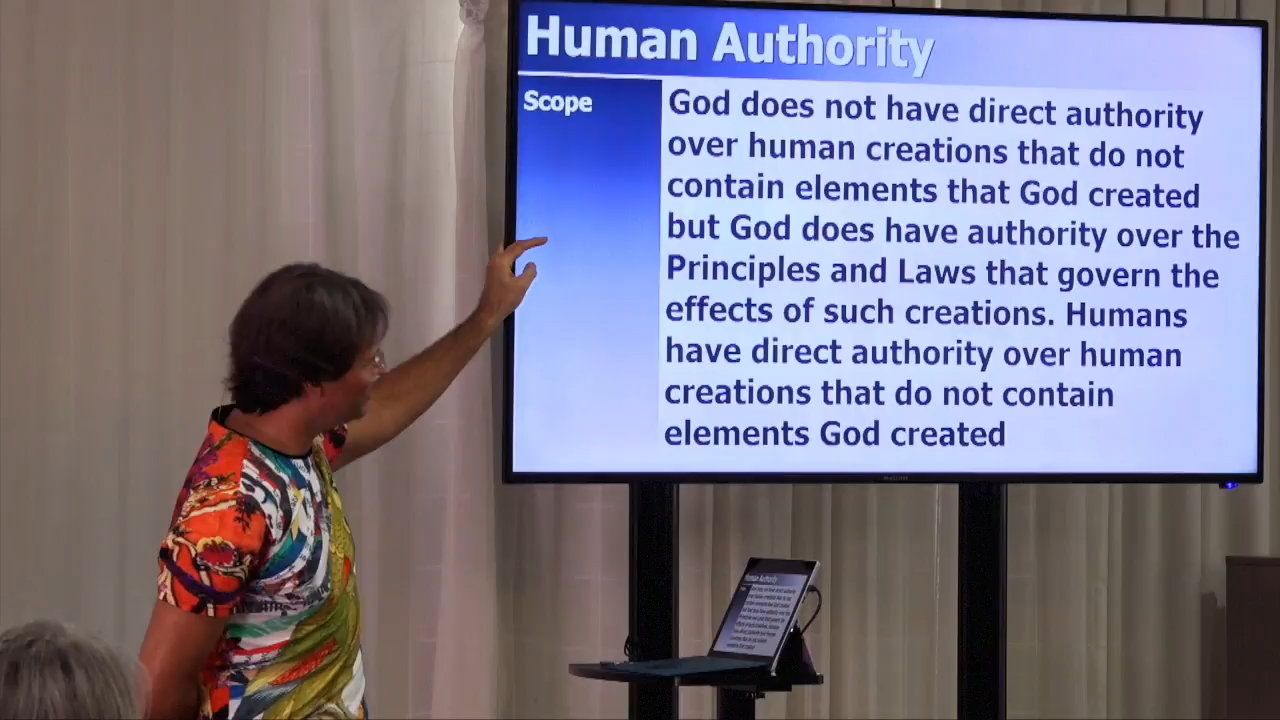 Human Authority
Scope
God does not have direct authority
over human creations that do not
contain elements that God created
but God does have authority over the
Principles and Laws that govern the
effects of such creations. Humans
have direct authority over human
creations that do not contain
elements God created
Human Authority